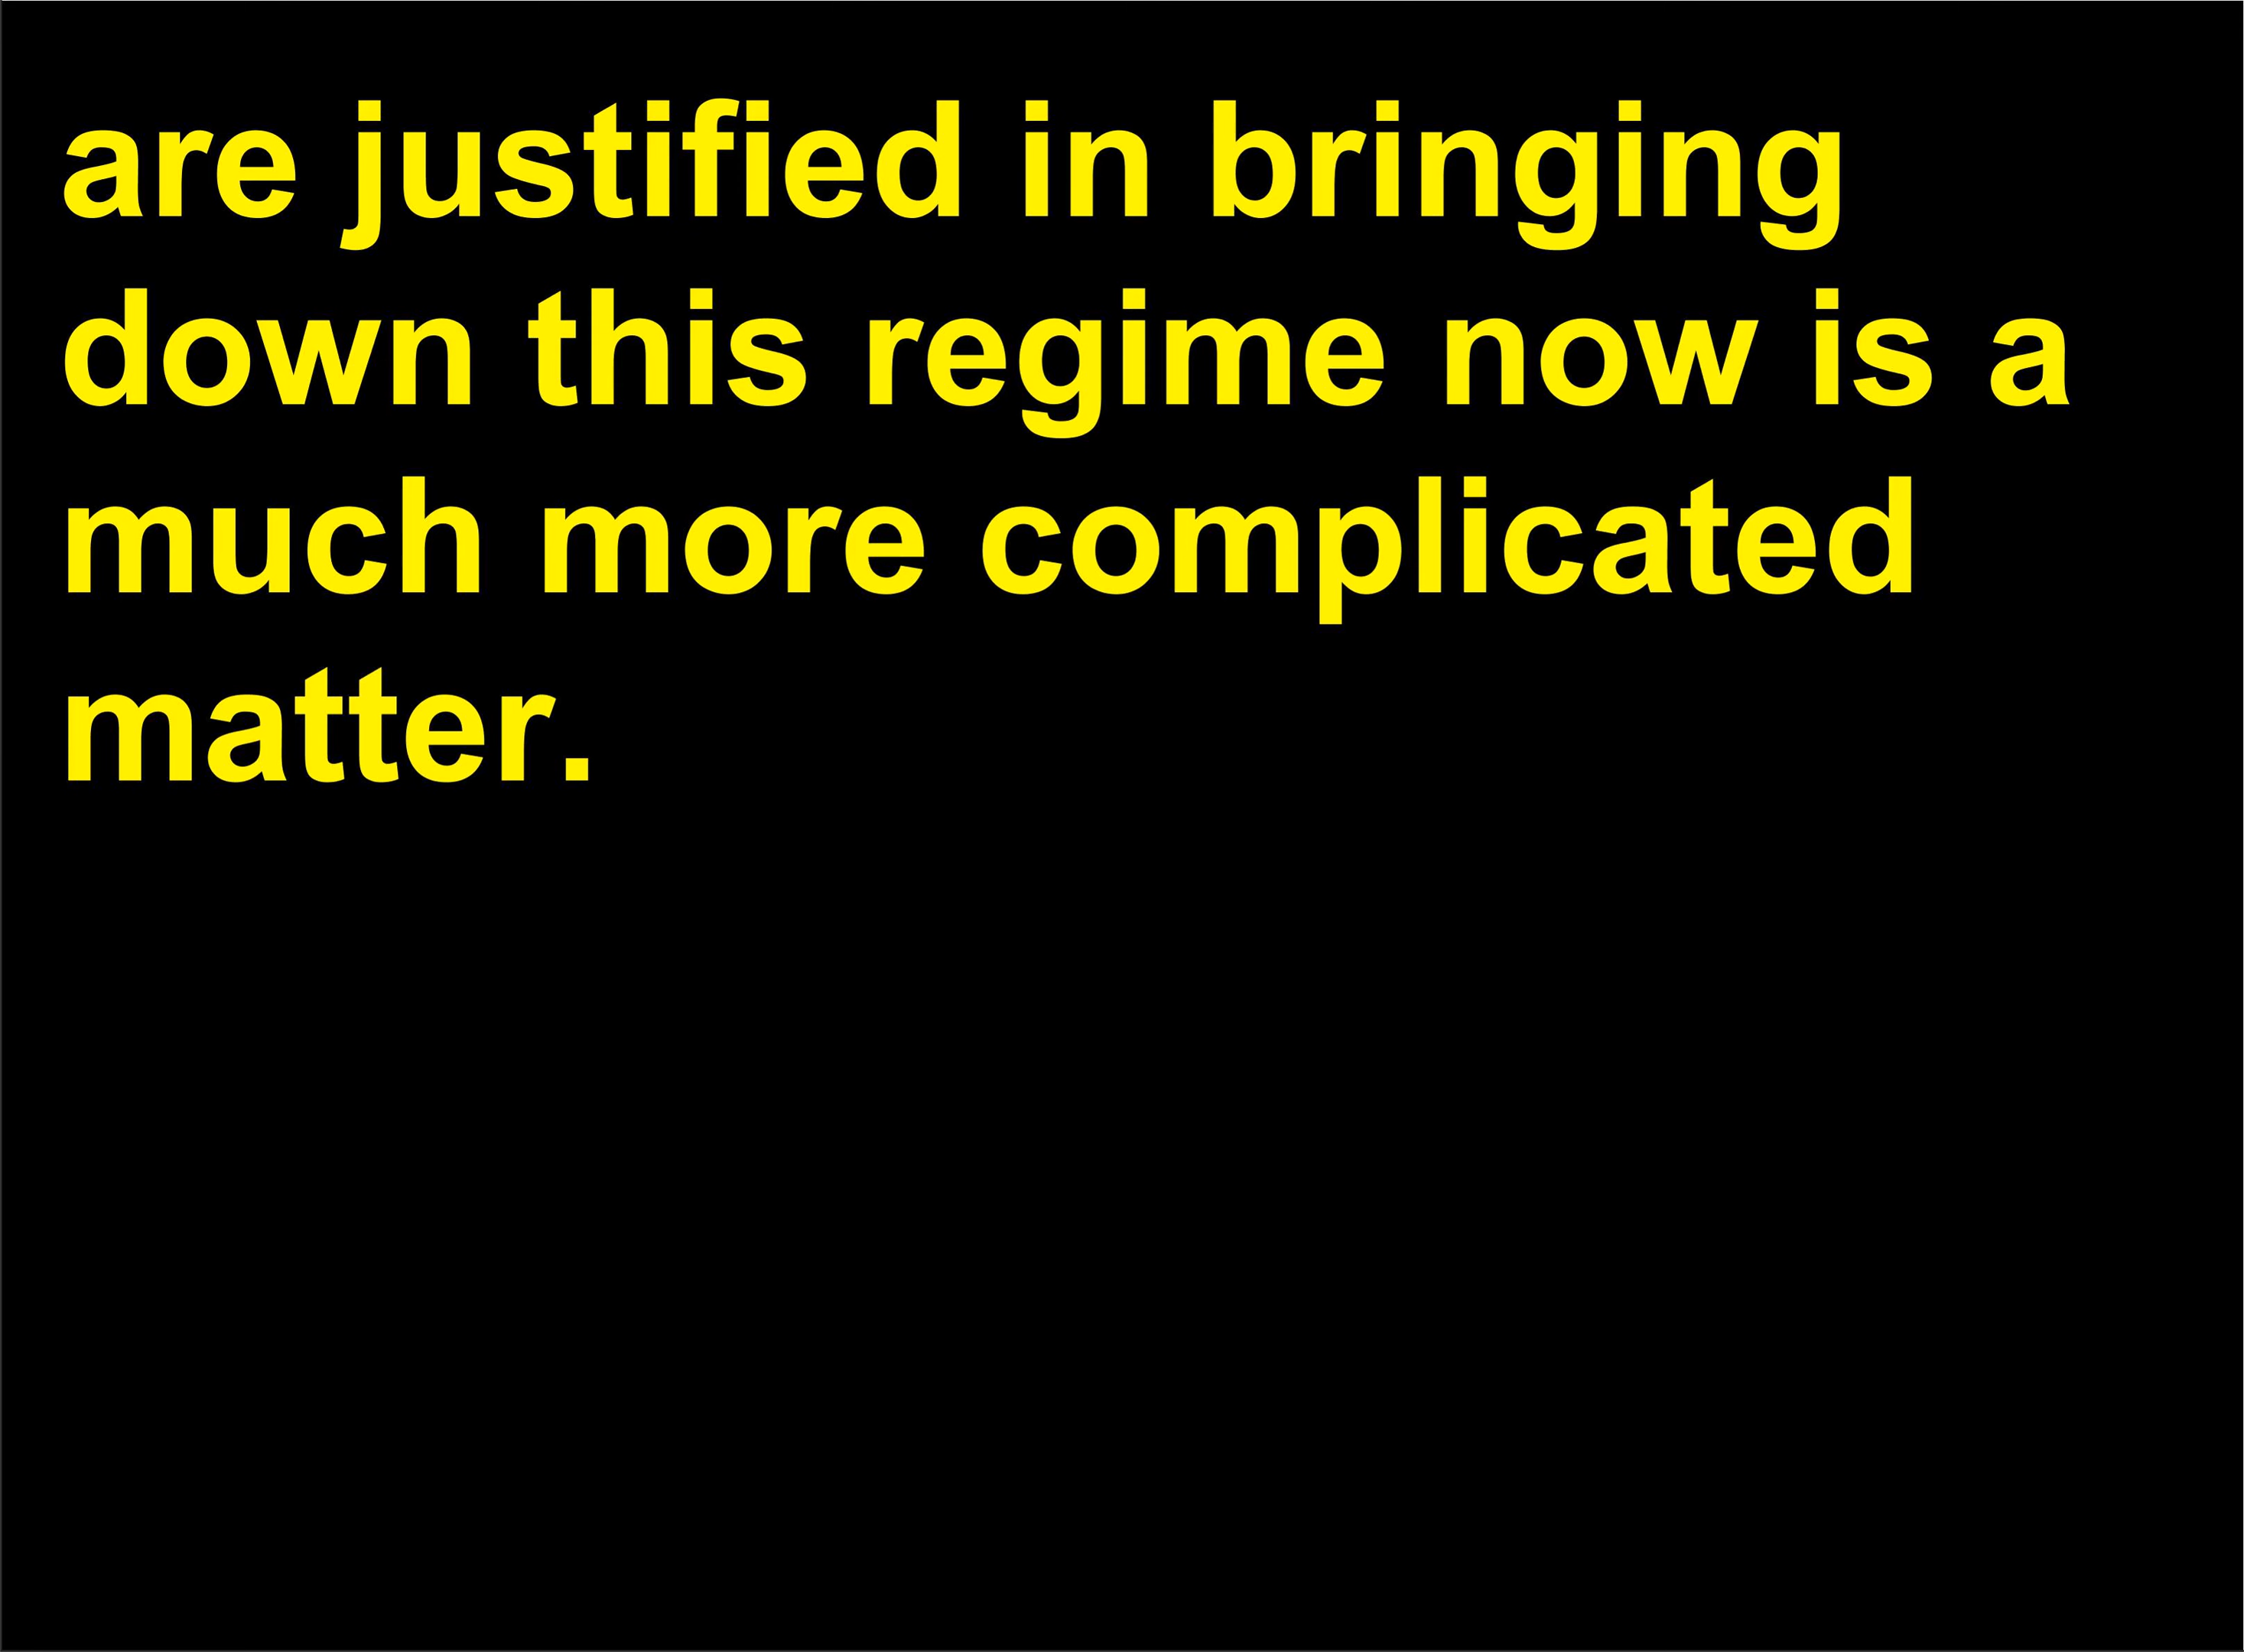 are justified in bringing
down this regime now is a
much more complicated
matter.